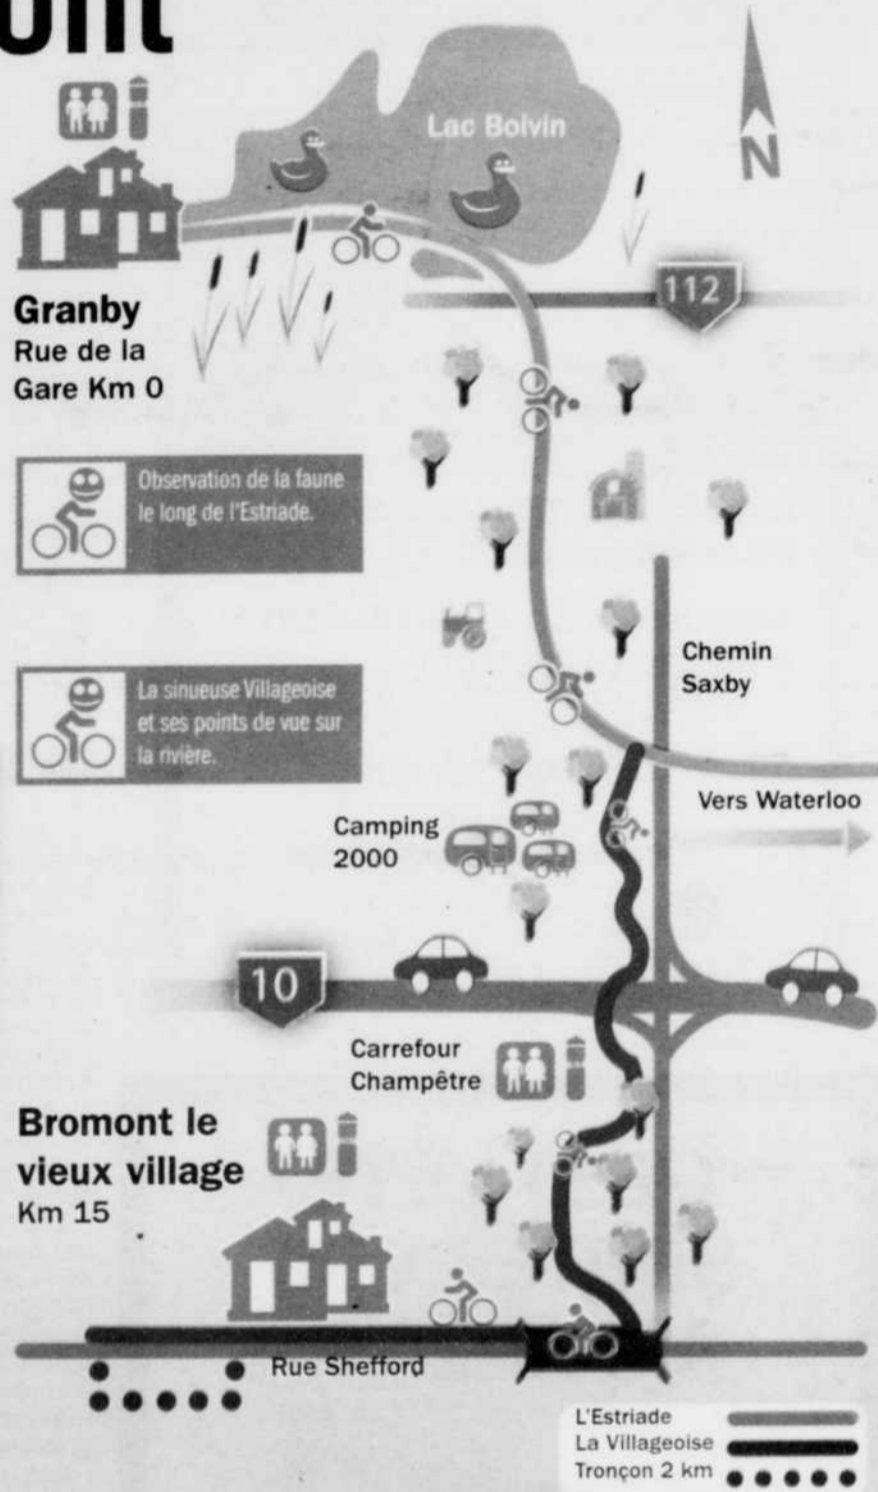 ont
Lac Boivin
N
112
Granby
Rue de la
Gare Km 0
Observation de la faune
le long de l'Estriade.
Chemin
Saxby
La sinueuse Villageoise
et ses points de vue sur
la rivière.
Vers Waterloo
Camping
2000
10
Carrefour
Champêtre
Bromont le
vieux village
Km 15
Rue Shefford
L'Estriade
La Villageoise
Tronçon 2 km